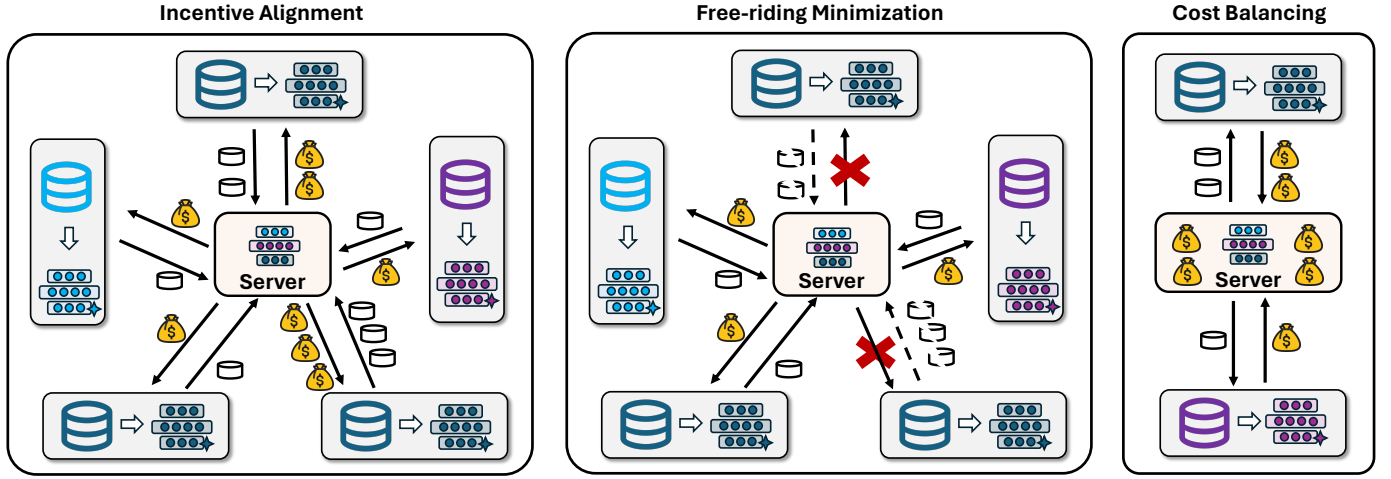 Incentive Alignment
Free-riding Minimization
Cost Balancing
Server
Server
Server